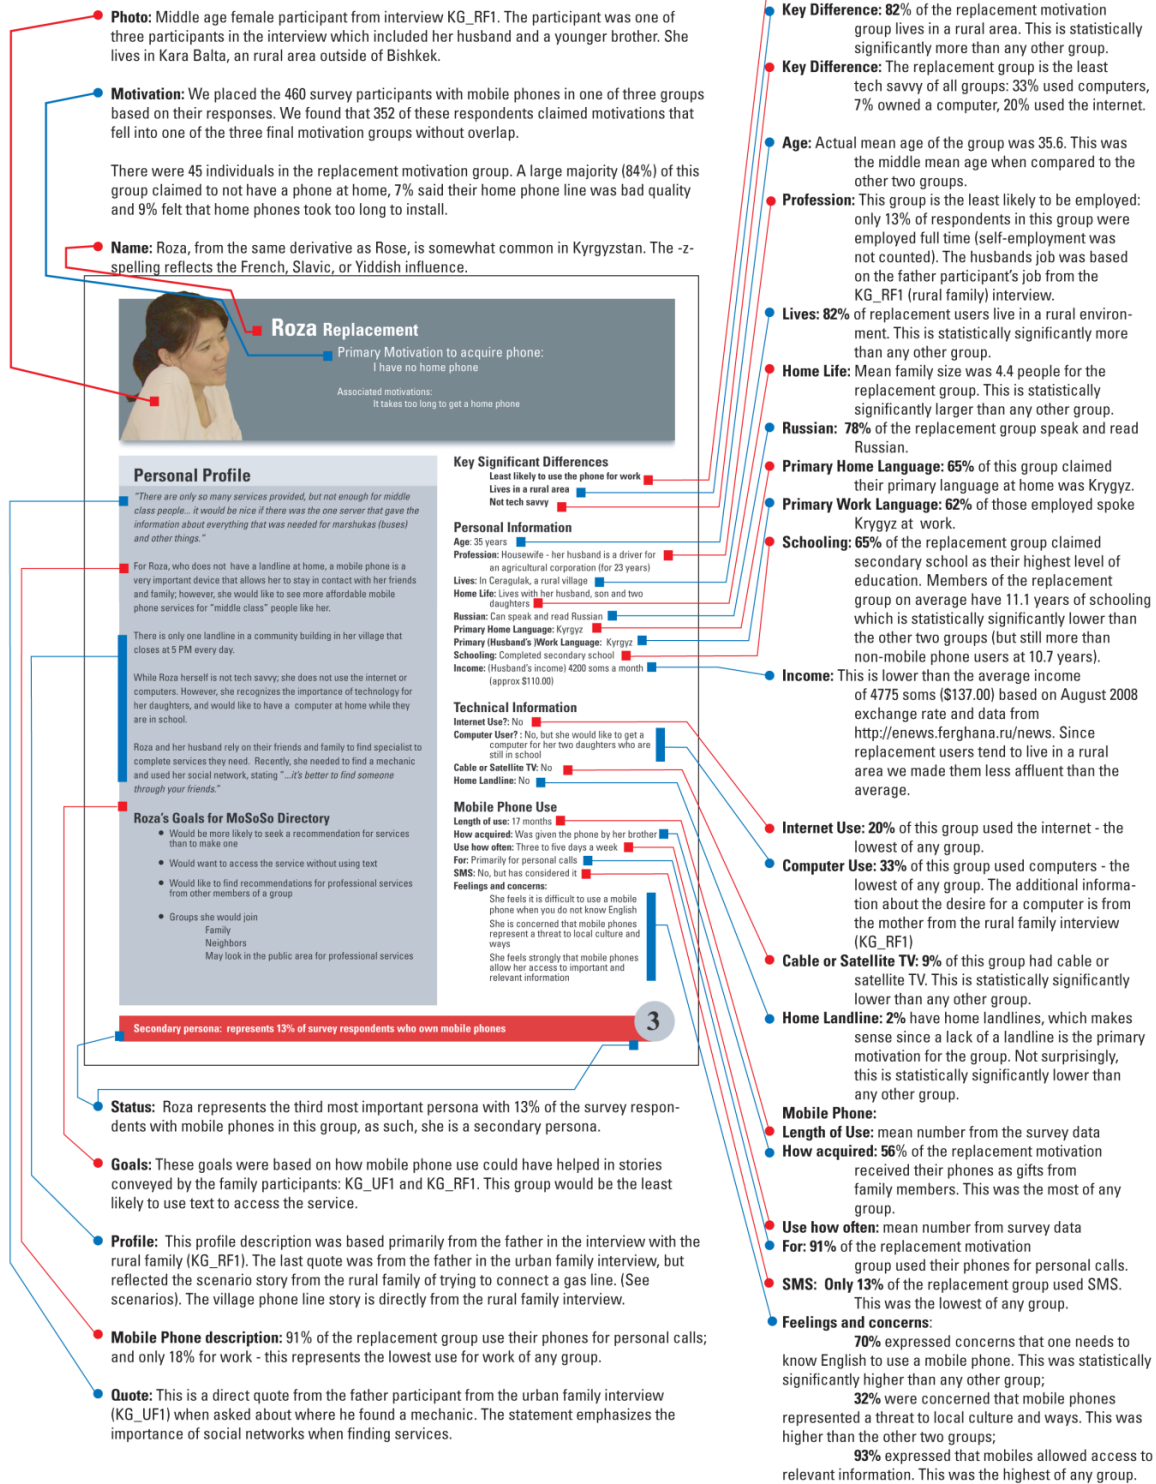 Photo: Middle age female participant from interview KG_RF1. The participant was one of
three participants in the interview which included her husband and a younger brother. She
lives in Kara Balta, an rural area outside of Bishkek.
Motivation: We placed the 460 survey participants with mobile phones in one of three groups
based on their responses. We found that 352 of these respondents claimed motivations that
fell into one of the three final motivation groups without overlap.
There were 45 individuals in the replacement motivation group. A large majority (84%) of this
group claimed to not have a phone at home, 7% said their home phone line was bad quality
and 9% felt that home phones took too long to install.
Name: Roza, from the same derivative as Rose, is somewhat common in Kyrgyzstan. The -z-
spelling reflects the French, Slavic, or Yiddish influence.
Roza Replacement
Primary Motivation to acquire phone:
I have no home phone
Associated motivations:
It takes too long to get a home phone
Personal Profile
"There are only so many services provided, but not enough for middle
class people... it would be nice if there was the one server that gave the
information about everything that was needed for marshukas (buses)
and other things."
For Roza, who does not have a landline at home, a mobile phone is a
very important device that allows her to stay in contact with her friends
and family; however, she would like to see more affordable mobile
phone services for "middle class" people like her.
There is only one landline in a community building in her village that
closes at 5 PM every day.
While Roza herself is not tech savvy; she does not use the internet or
computers. However, she recognizes the importance of technology for
her daughters, and would like to have a computer at home while they
are in school.
Roza and her husband rely on their friends and family to find specialist to
complete services they need. Recently, she needed to find a mechanic
and used her social network, stating "...it's better to find someone
through your friends."
Roza's Goals for MoSoSo Directory
• Would be more likely to seek a recommendation for services
than to make one
• Would want to access the service without using text
• Would like to find recommendations for professional services
from other members of a group
• Groups she would join
Family
Neighbors
May look in the public area for professional services
Key Significant Differences
Least likely to use the phone for work
Lives in a rural area
Not tech savvy
Personal Information
Age: 35 years
Profession: Housewife - her husband is a driver for
an agricultural corporation (for 23 years)
Lives: In Ceragulak, a rural village
Home Life: Lives with her husband, son and two
daughters
Russian: Can speak and read Russian
Primary Home Language: Kyrgyz
Primary (Husband's )Work Language: Kyrgyz
Schooling: Completed secondary school
Income: (Husband's income) 4200 soms a month
(approx $110.00)
Technical Information
Internet Use?: No
Computer User? : No, but she would like to get a
computer for her two daughters who are
still in school
Cable or Satellite TV: No
Home Landline: No
Mobile Phone Use
Length of use: 17 months
How acquired: Was given the phone by her brother
Use how often: Three to five days a week
For: Primarily for personal calls
SMS: No, but has considered it
Feelings and concerns:
She feels it is difficult to use a mobile
phone when you do not know English
She is concerned that mobile phones
represent a threat to local culture and
ways
She feels strongly that mobile phones
allow her access to important and
relevant information
Secondary persona: represents 13% of survey respondents who own mobile phones
3
Status: Roza represents the third most important persona with 13% of the survey respon-
dents with mobile phones in this group, as such, she is a secondary persona.
Goals: These goals were based on how mobile phone use could have helped in stories
conveyed by the family participants: KG_UF1 and KG_RF1. This group would be the least
likely to use text to access the service.
Profile: This profile description was based primarily from the father in the interview with the
rural family (KG_RF1). The last quote was from the father in the urban family interview, but
reflected the scenario story from the rural family of trying to connect a gas line. (See
scenarios). The village phone line story is directly from the rural family interview.
Mobile Phone description: 91% of the replacement group use their phones for personal calls;
and only 18% for work - this represents the lowest use for work of any group.
Quote: This is a direct quote from the father participant from the urban family interview
(KG_UF1) when asked about where he found a mechanic. The statement emphasizes the
importance of social networks when finding services.
Key Difference: 82% of the replacement motivation
group lives in a rural area. This is statistically
significantly more than any other group.
Key Difference: The replacement group is the least
tech savvy of all groups: 33% used computers,
7% owned a computer, 20% used the internet.
Age: Actual mean age of the group was 35.6. This was
the middle mean age when compared to the
other two groups.
Profession: This group is the least likely to be employed:
only 13% of respondents in this group were
employed full time (self-employment was
not counted). The husbands job was based
on the father participant's job from the
KG_RF1 (rural family) interview.
Lives: 82% of replacement users live in a rural environ-
ment. This is statistically significantly more
than any other group.
Home Life: Mean family size was 4.4 people for the
replacement group. This is statistically
significantly larger than any other group.
Russian: 78% of the replacement group speak and read
Russian.
Primary Home Language: 65% of this group claimed
their primary language at home was Krygyz.
Primary Work Language: 62% of those employed spoke
Krygyz at work.
Schooling: 65% of the replacement group claimed
secondary school as their highest level of
education. Members of the replacement
group on average have 11.1 years of schooling
which is statistically significantly lower than
the other two groups (but still more than
non-mobile phone users at 10.7 years).
Income: This is lower than the average income
of 4775 soms ($137.00) based on August 2008
exchange rate and data from
http://enews.ferghana.ru/news. Since
replacement users tend to live in a rural
area we made them less affluent than the
average.
Internet Use: 20% of this group used the internet - the
lowest of any group.
Computer Use: 33% of this group used computers - the
lowest of any group. The additional informa-
tion about the desire for a computer is from
the mother from the rural family interview
(KG_RF1)
Cable or Satellite TV: 9% of this group had cable or
satellite TV. This is statistically significantly
lower than any other group.
Home Landline: 2% have home landlines, which makes
sense since a lack of a landline is the primary
motivation for the group. Not surprisingly,
this is statistically significantly lower than
any other group.
Mobile Phone:
Length of Use: mean number from the survey data
How acquired: 56% of the replacement motivation
received their phones as gifts from
family members. This was the most of any
group.
Use how often: mean number from survey data
For: 91% of the replacement motivation
group used their phones for personal calls.
SMS: Only 13% of the replacement group used SMS.
This was the lowest of any group.
Feelings and concerns:
70% expressed concerns that one needs to
know English to use a mobile phone. This was statistically
significantly higher than any other group;
32% were concerned that mobile phones
represented a threat to local culture and ways. This was
higher than the other two groups;
93% expressed that mobiles allowed access to
relevant information. This was the highest of any group.